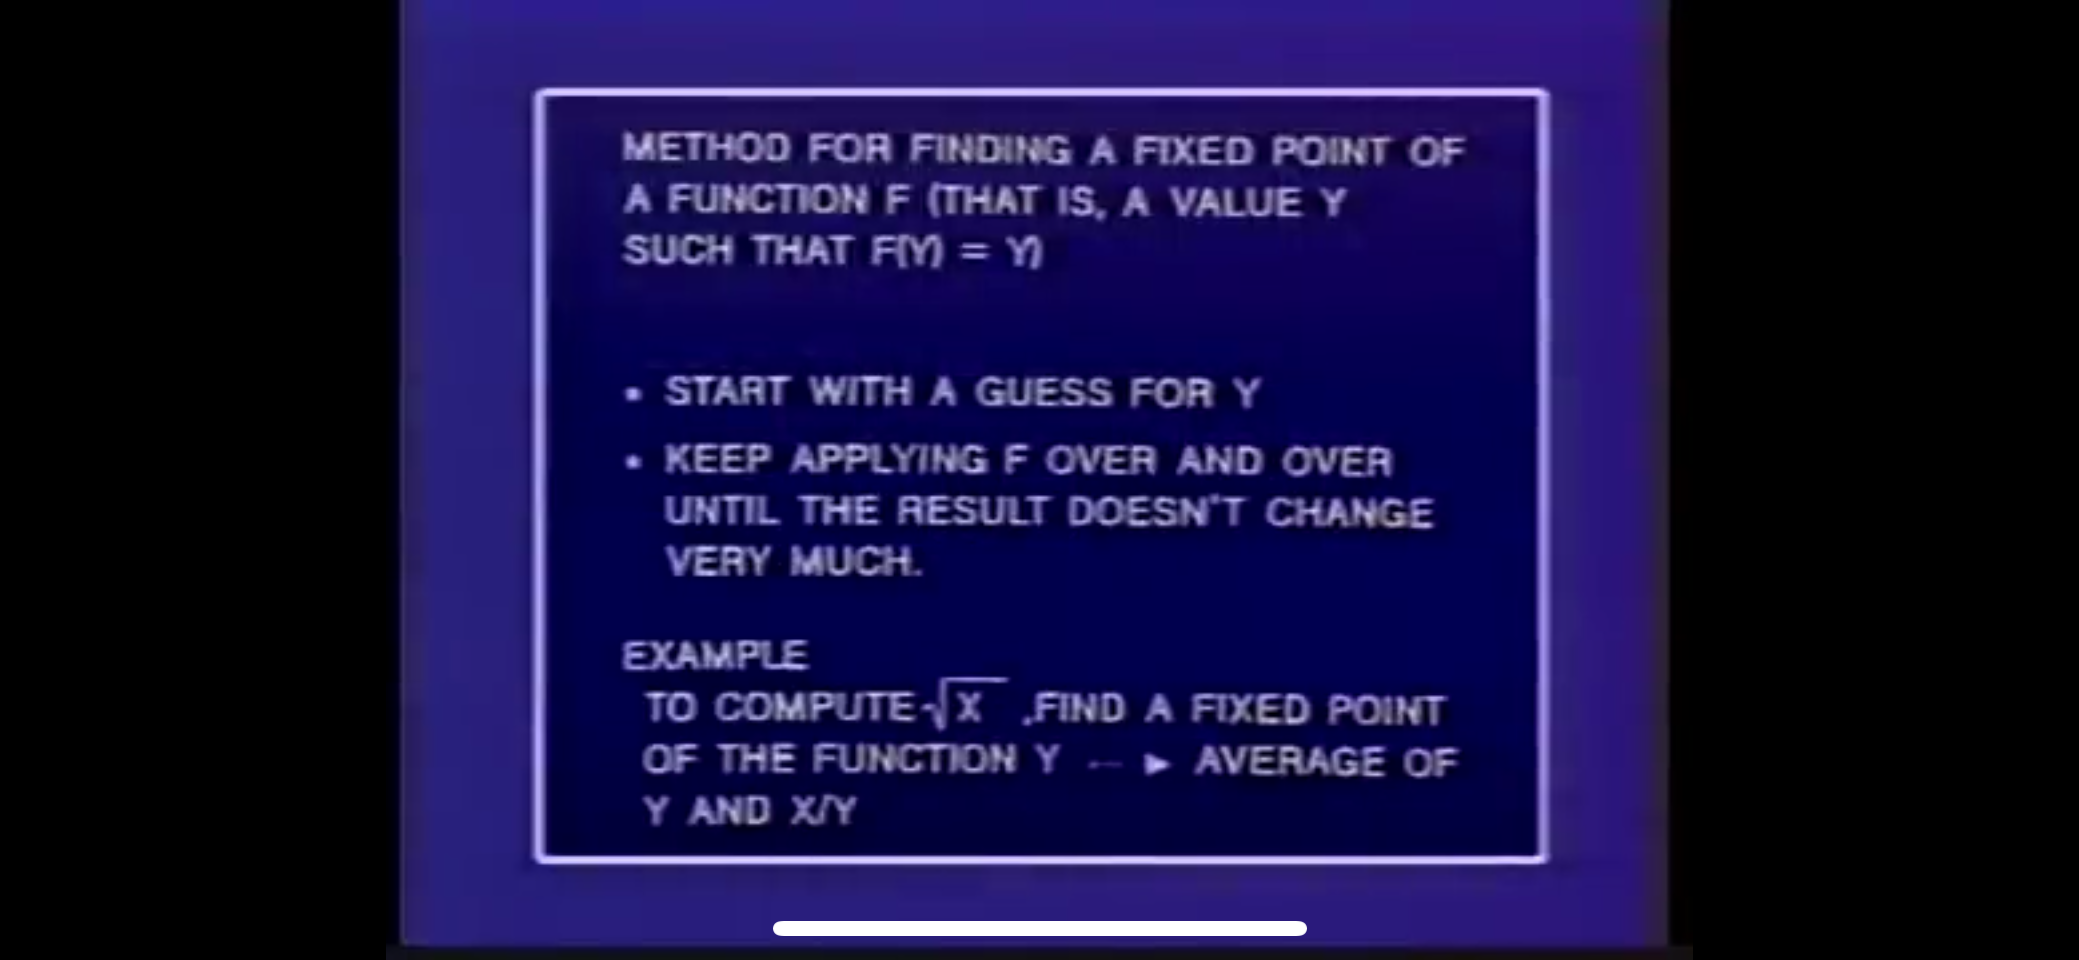 METHOD FOR FINDING A FIXED POINT OF
A FUNCTION F (THAT IS, A VALUE Y
SUCH THAT F(Y) = Y)
• START WITH A GUESS FOR Y
• KEEP APPLYING F OVER AND OVER
UNTIL THE RESULT DOESN'T CHANGE
VERY MUCH.
EXAMPLE
TO COMPUTE √X ,FIND A FIXED POINT
OF THE FUNCTION Y --► AVERAGE OF
Y AND X/Y